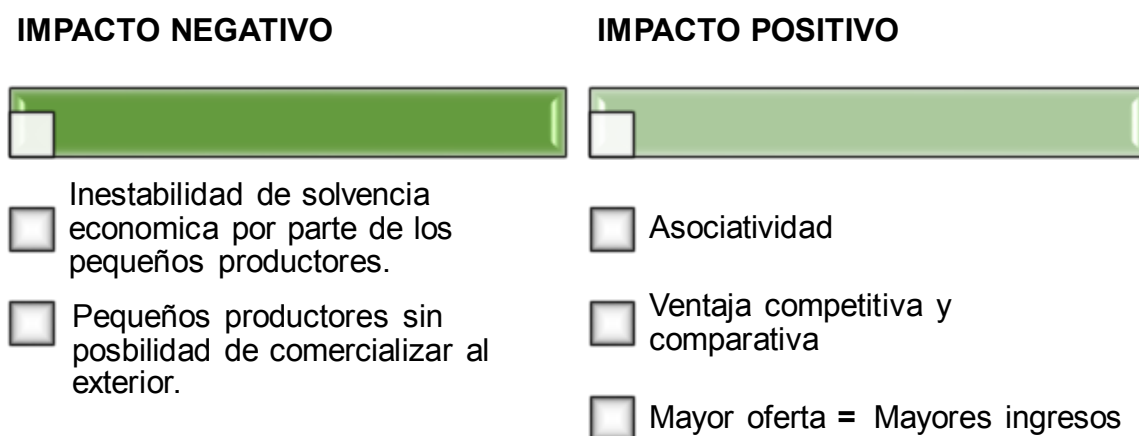 IMPACTO NEGATIVO
Inestabilidad de solvencia
economica por parte de los
pequeños productores.
Pequeños productores sin
posbilidad de comercializar al
exterior.
IMPACTO POSITIVO
Asociatividad
Ventaja competitiva y
comparativa
Mayor oferta = Mayores ingresos